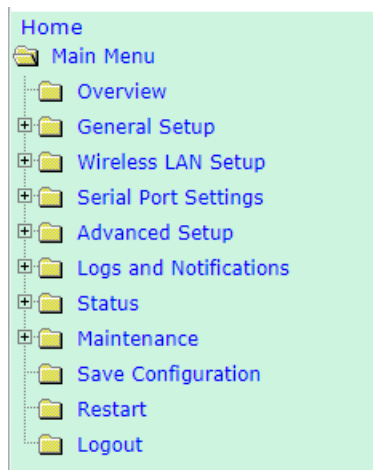 Home
Main Menu
Overview
General Setup
Wireless LAN Setup
Serial Port Settings
Advanced Setup
Logs and Notifications
Status
Maintenance
Save Configuration
Restart
Logout